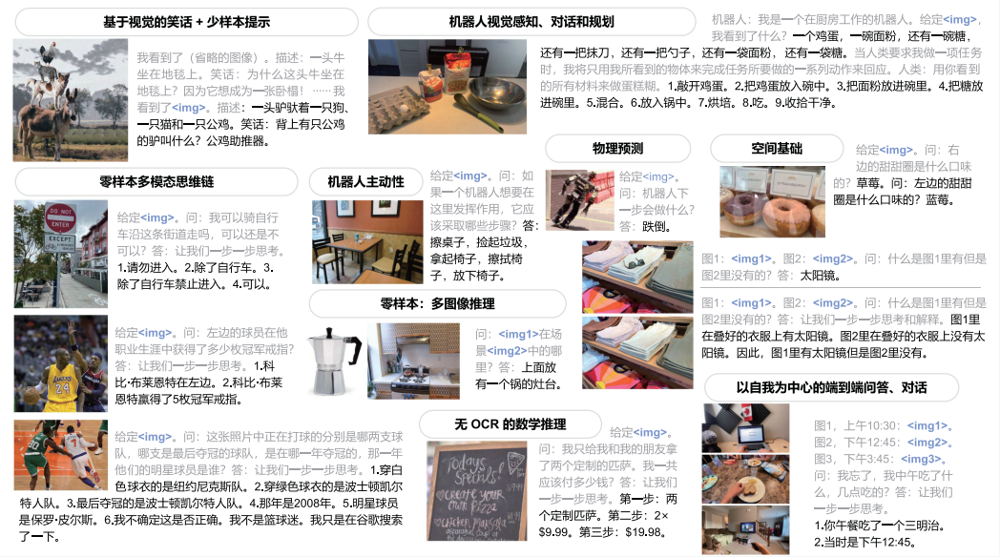 基于视觉的笑话 + 少样本提示
我看到了（省略的图像）。描述：一头牛
坐在地毯上。笑话：为什么这头牛坐在
地毯上？因为它想成为一张卧榻！ ⋯⋯ 我
看到了<img>。描述：一头驴驮着一只狗、
一只猫和一只公鸡。笑话：背上有只公鸡
的驴叫什么？公鸡助推器。
机器人视觉感知、对话和规划
机器人：我是一个在厨房工作的机器人。给定<img>，
我看到了什么？一个鸡蛋，一碗面粉，还有一碗糖，
还有一把抹刀，还有一把勺子，还有一袋面粉，还有一袋糖。当人类要求我做一项任务
时，我将只用我所看到的物体来完成任务所要做的一系列动作来回应。人类：用你看到
的所有材料来做蛋糕糊。1.敲开鸡蛋。2.把鸡蛋放入碗中。3.把面粉放进碗里。4.把糖放
进碗里。5.混合。6.放入锅中。7.烘培。8.吃。9.收拾干净。
零样本多模态思维链
DO NOT
ENTER
EXCEPT
给定<img>。问：我可以骑自行
车沿这条街道走吗，可以还是不
可以？答：让我们一步一步思考。
1.请勿进入。2.除了自行车。3.
除了自行车禁止进入。4.可以。
LAKERS
24
给定<img>。问：左边的球员在他
职业生涯中获得了多少枚冠军戒指？
答：让我们一步一步思考。1.科
比·布莱恩特在左边。2.科比·布莱
恩特赢得了5枚冠军戒指。
给定<img>。问：这张照片中正在打球的分别是哪两支球
队，哪支是最后夺冠的球队，是在哪一年夺冠的，那一年
他们的明星球员是谁？答：让我们一步一步思考。1.穿白
色球衣的是纽约尼克斯队。2.穿绿色球衣的是波士顿凯尔
特人队。3.最后夺冠的是波士顿凯尔特人队。4.那年是2008年。5.明星球员
是保罗·皮尔斯。6.我不确定这是否正确。我不是篮球迷。我只是在谷歌搜索
了一下。
机器人主动性
给定<img>。问：如
果一个机器人想要在
这里发挥作用，它应
该采取哪些步骤？答：
擦桌子，捡起垃圾，
拿起椅子，擦拭椅
子，放下椅子。
零样本：多图像推理
问：<img1>在场
景<img2>中的哪
里？答：上面放
有一个锅的灶台。
无 OCR 的数学推理
Todays
Specials!
CREATE YOUR
OWN PIZZA
CHICKEN MARSALA
给定<img>。
问：我只给我和我的朋友拿
了两个定制的匹萨。我一共
应该付多少钱？答：让我们
一步一步思考。第一步：两
个定制匹萨。第二步：2×
$9.99。第三步：$19.98。
物理预测
给定<img>。
问：机器人下
一步会做什么？
答：跌倒。
空间基础
给定<img>。问：右
边的甜甜圈是什么口味
的？草莓。问：左边的甜甜
圈是什么口味的？蓝莓。
图1：<img1>。图2：<img2>。问：什么是图1里有但是
图2里没有的？答：太阳镜。
图1：<img1>。图2：<img2>。问：什么是图1里有但是
图2里没有的？答：让我们一步一步思考和解释。图1里
在叠好的衣服上有太阳镜。图2里在叠好的衣服上没有太
阳镜。因此，图1里有太阳镜但是图2里没有。
以自我为中心的端到端问答、对话
图1，上午10:30：<img1>。
图2，下午12:45：<img2>。
图3，下午3:45：<img3>。
问：我忘了，我中午吃了什
么，几点吃的？答：让我们
一步一步思考。
1.你午餐吃了一个三明治。
2.当时是下午12:45。